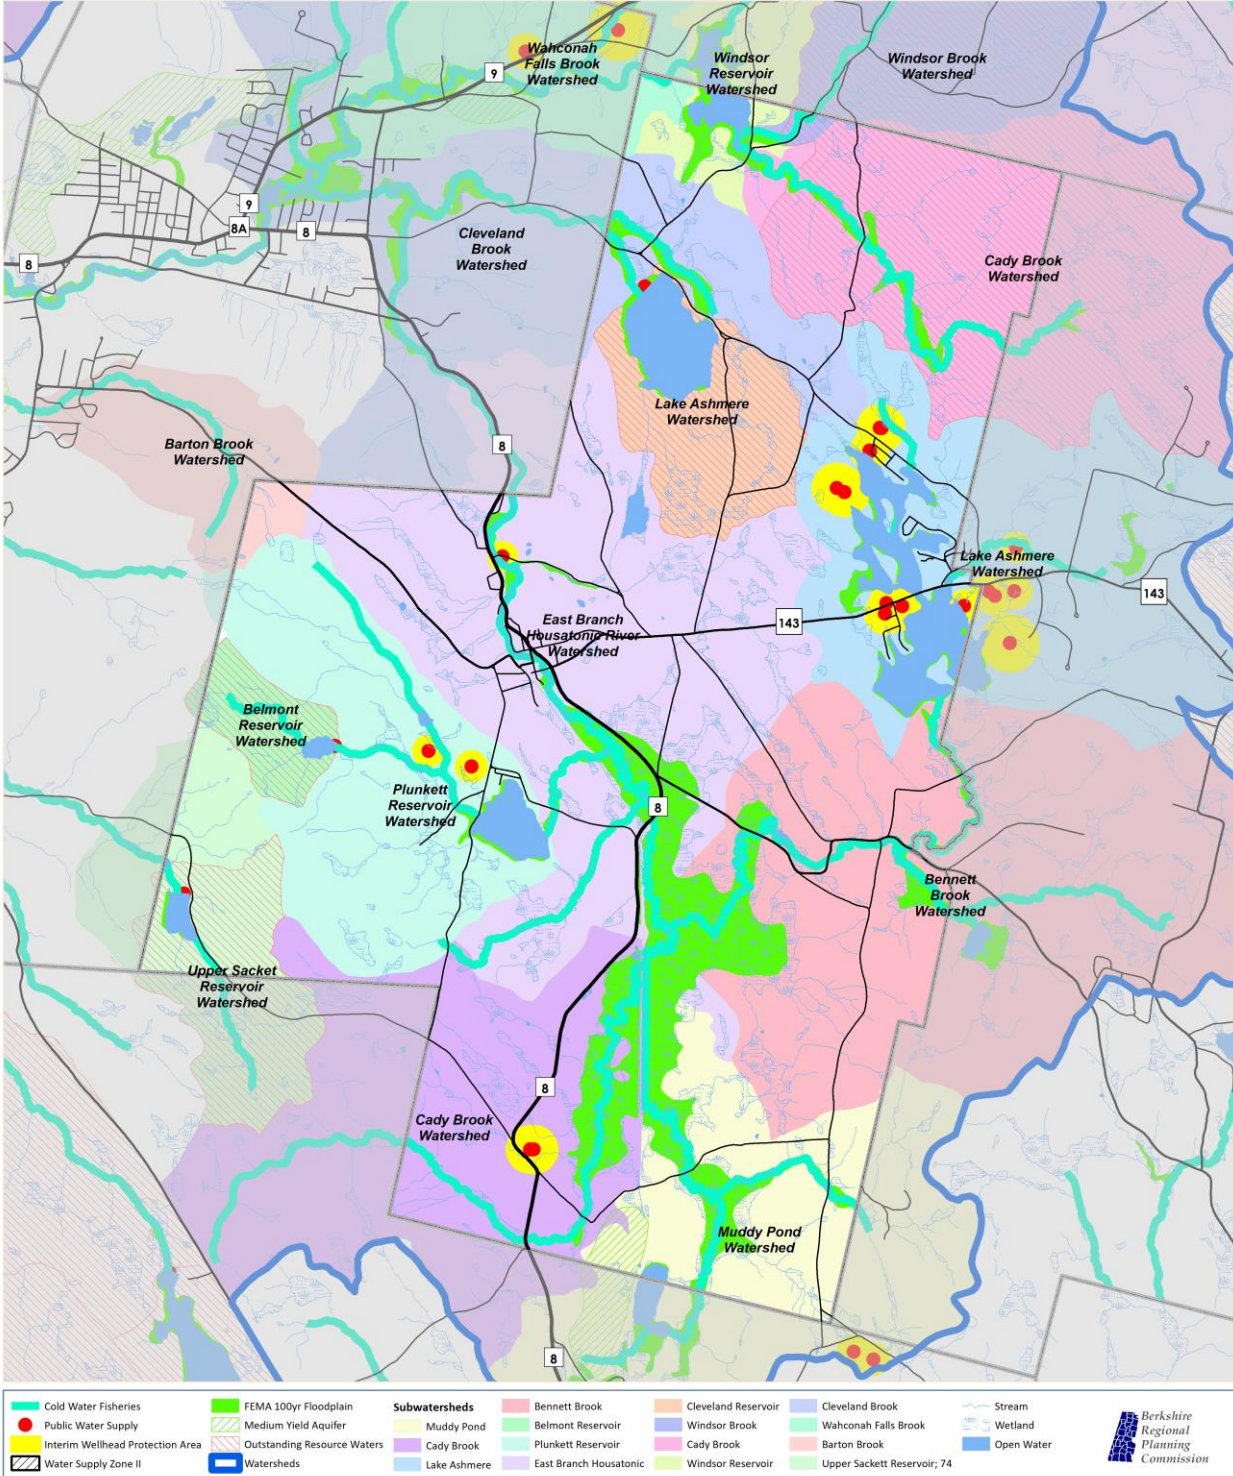 Wahconah
Falls Brook
Watershed
Windsor
Reservoir
Watershed
Windsor Brook
Watershed
9
9
8A
8
8
Cleveland
Brook
Watershed
Cady Brook
Watershed
Lake Ashmere
Watershed
Barton Brook
Watershed
8
Lake Ashmere
Watershed
143
143
East Branch
Housatonic River
Watershed
Belmont
Reservoir
Watershed
Plunkett
Reservoir
Watershed
8
Bennett
Brook
Watershed
Upper Sacket
Reservoir
Watershed
8
Cady Brook
Watershed
Muddy Pond
Watershed
8
Cold Water Fisheries
Public Water Supply
Interim Wellhead Protection Area
Water Supply Zone II
FEMA 100yr Floodplain
Medium Yield Aquifer
Outstanding Resource Waters
Watersheds
Subwatersheds
Muddy Pond
Cady Brook
Lake Ashmere
Bennett Brook
Belmont Reservoir
Plunkett Reservoir
East Branch Housatonic
Cleveland Reservoir
Windsor Brook
Cady Brook
Windsor Reservoir
Cleveland Brook
Wahconah Falls Brook
Barton Brook
Upper Sackett Reservoir; 74
Stream
Wetland
Open Water
Berkshire
Regional
Planning
Commission